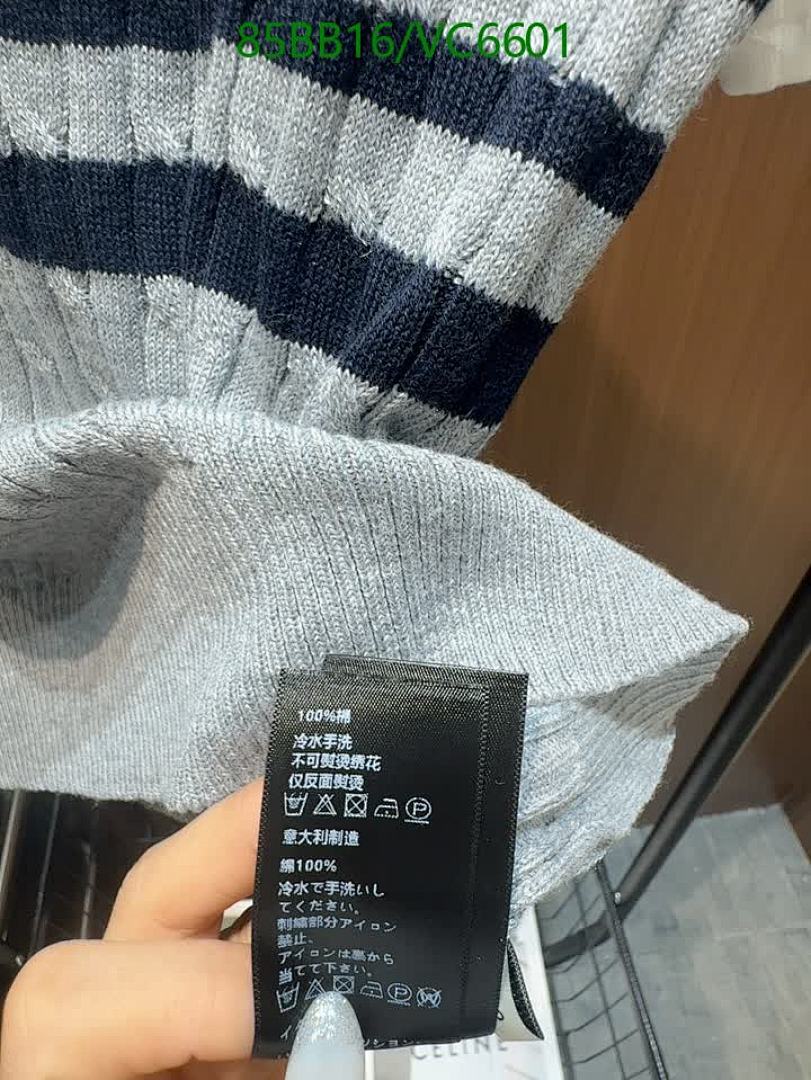 85BB16/VC6601
100%棉
冷水手洗
不可熨烫绣花
仅反面熨烫
意大利制造
綿100%
冷水で手洗いし
てください。
刺繍部分アイロン
禁止、
アイロンは裏から
当てて下さい。
CELINE